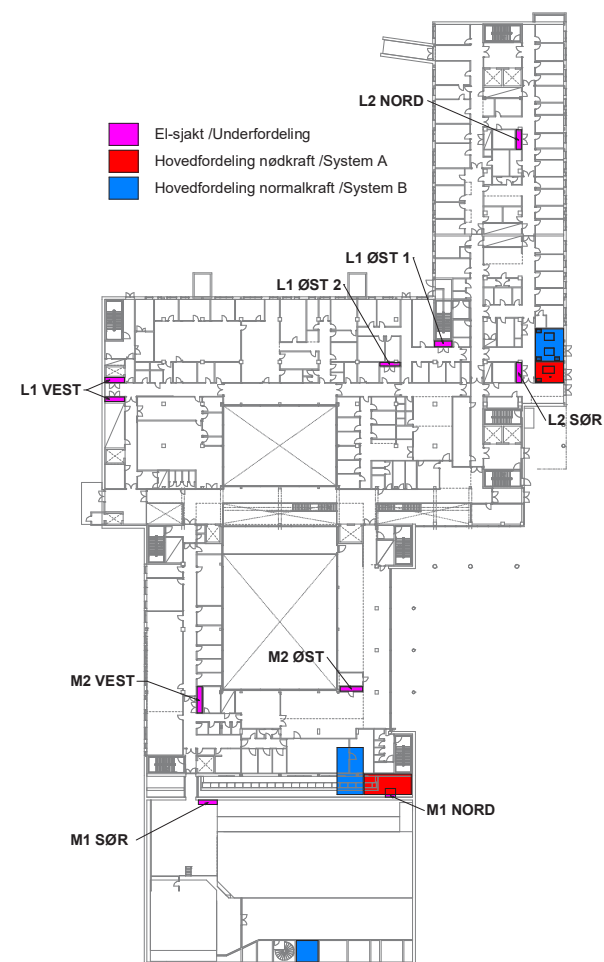 L2 NORD
El-sjakt /Underfordeling
Hovedfordeling nødkraft /System A
Hovedfordeling normalkraft /System B
L1 ØST 1
L1 ØST 2
L1 VEST
L2 SØR
M2 ØST
M2 VEST
M1 NORD
M1 SØR